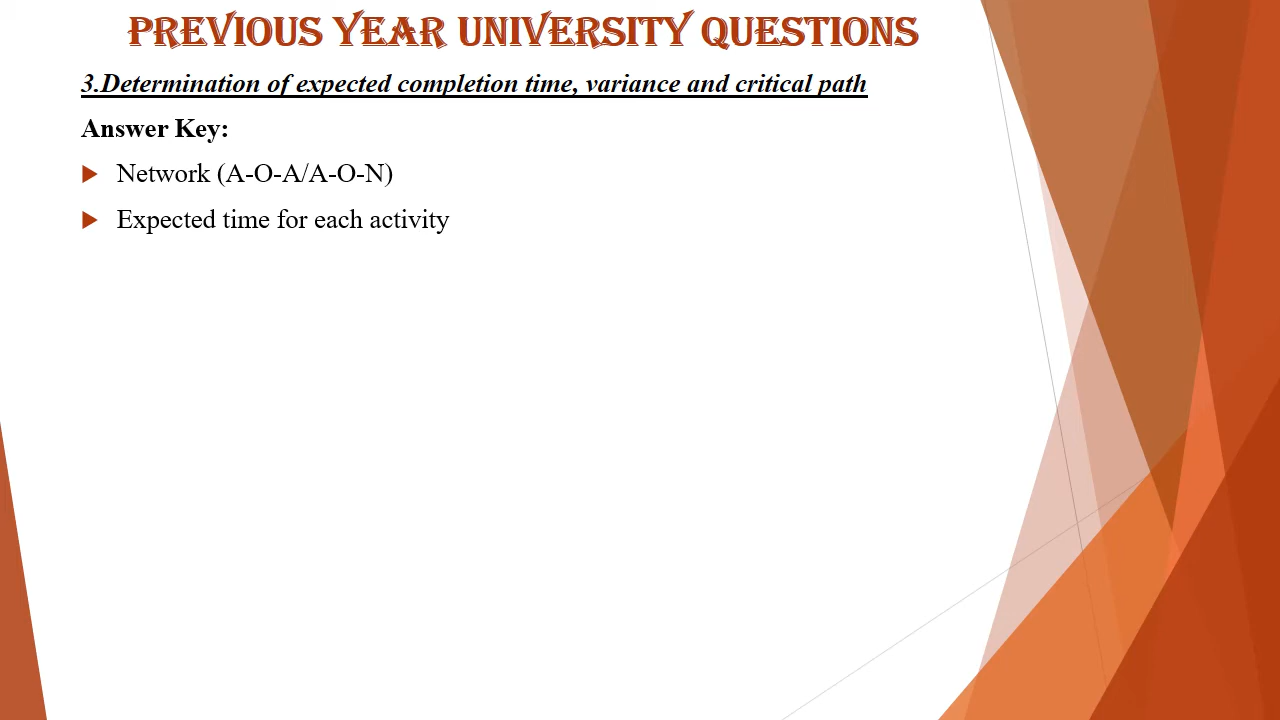 PREVIOUS YEAR UNIVERSITY QUESTIONS
3.Determination of expected completion time, variance and critical path
Answer Key:
Network (A-O-A/A-O-N)
Expected time for each activity